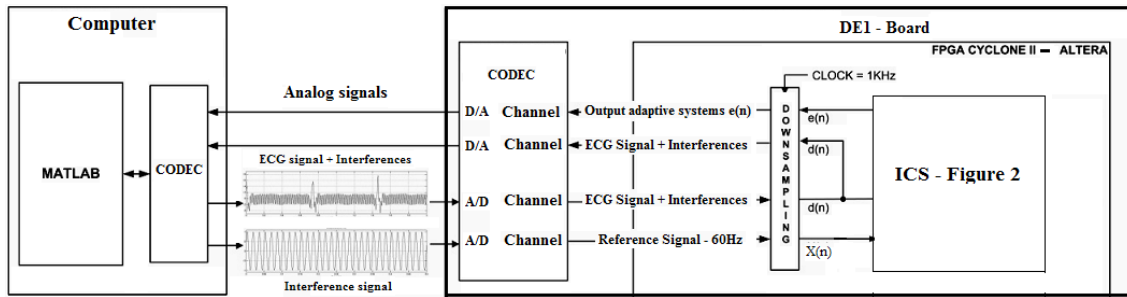 Computer
DE1 - Board
FPGA CYCLONE II — ALTERA
CODEC
CLOCK = 1KHz
Analog signals
D/A Channel
Output adaptive systems e(n)
e(n)
D/A Channel
ECG Signal + Interferences
d(n)
MATLAB
CODEC
ECG signal + Interferences
DOWNSAMPLING
ICS - Figure 2
A/D Channel
ECG Signal + Interferences
d(n)
A/D Channel
Reference Signal - 60Hz
X(n)
Interference signal